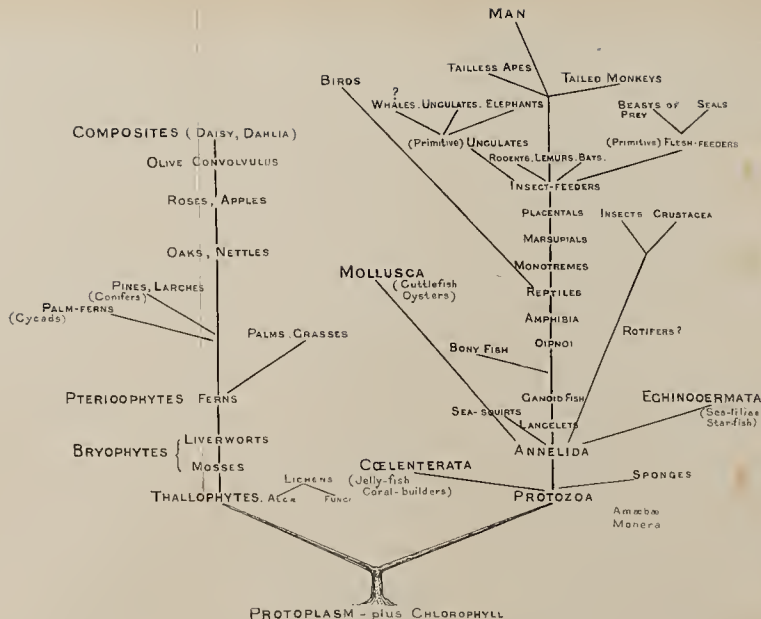 MAN
TAILLESS APES
TAILED MONKEYS
BIRDS
?
WHALES. UNGULATES. ELEPHANTS
BEASTS OF PREY
SEALS
COMPOSITES (DAISY, DAHLIA)
(Primitive) UNGULATES
(Primitive) FLESH-FEEDERS
OLIVE CONVOLVULUS
RODENTS, LEMURS, BATS.
INSECT-FEEDERS
ROSES, APPLES
PLACENTALS
INSECTS CRUSTACEA
MARSUPIALS
OAKS, NETTLES
MONOTREMES
MOLLUSCA
(Cuttlefish
Oysters)
REPTILES
PINES, LARCHES
(Conifers)
PALM-FERNS
(Cycads)
AMPHIBIA
PALMS. GRASSES
DIPNOI
ROTIFERS?
BONY FISH
PTERIDOPHYTES FERNS
GANOID FISH
ECHINODERMATA
(Sea-lilies
Star-fish)
SEA-SQUIRTS
LANCELETS
BRYOPHYTES
LIVERWORTS
MOSSES
ANNELIDA
CŒLENTERATA
(Jelly-fish
Coral-builders)
LICHENS
SPONGES
THALLOPHYTES. ALGÆ
FUNGI
PROTOZOA
Amæbæ
Monera
PROTOPLASM - plus CHLOROPHYLL